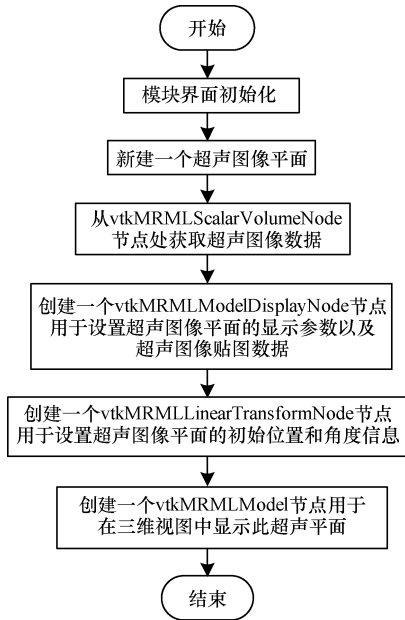 开始
模块界面初始化
新建一个超声图像平面
从vtkMRMLScalarVolumeNode
节点处获取超声图像数据
创建一个vtkMRMLModelDisplayNode节点
用于设置超声图像平面的显示参数以及
超声图像贴图数据
创建一个vtkMRMLLinearTransformNode节点
用于设置超声图像平面的初始位置和角度信息
创建一个vtkMRMLModel节点用于
在三维视图中显示此超声平面
结束